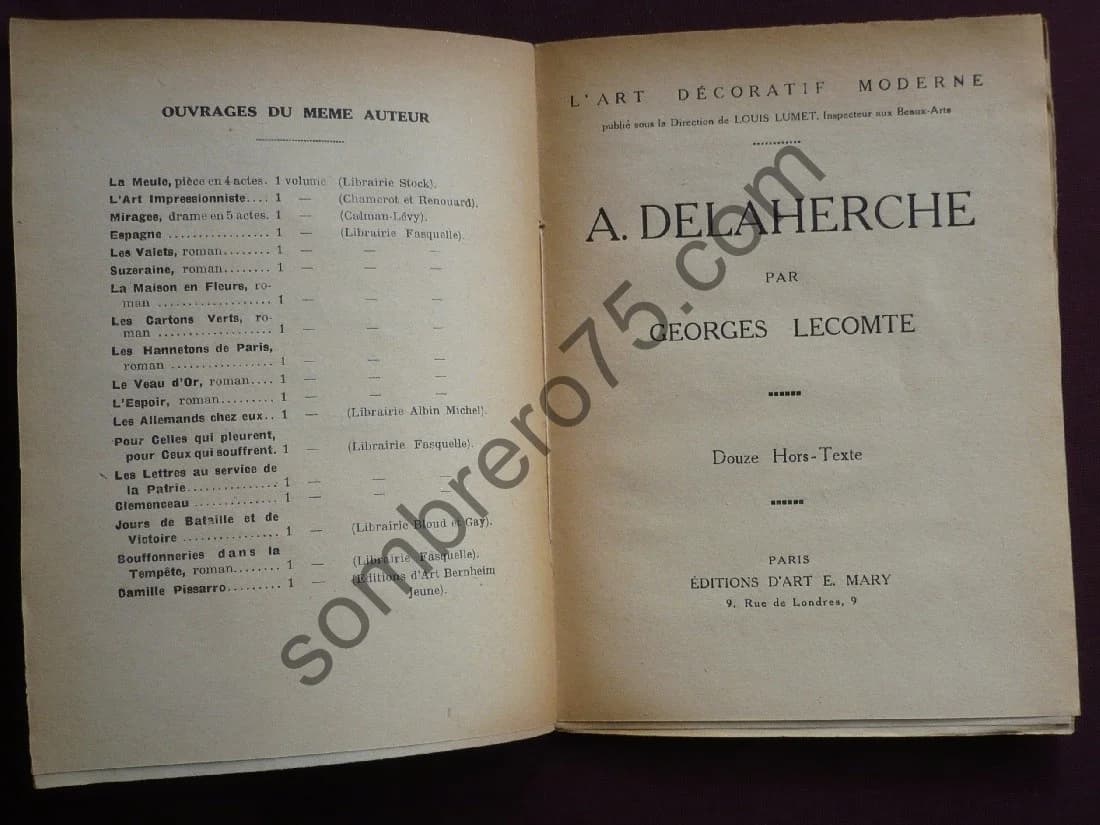 OUVRAGES DU MEME AUTEUR
La Meule, pièce en 4 actes. 1 volume (Librairie Stock).
L'Art Impressionniste.... 1 — (Chamerot et Renouard).
Mirages, drame en 5 actes. 1 — (Calman-Lévy).
Espagne .................. 1 — (Librairie Fasquelle).
Les Valets, roman........ 1 — — —
Suzeraine, roman........ 1 — — —
La Maison en Fleurs, ro-
man ................... 1 — — —
Les Cartons Verts, ro-
man ................... 1 — — —
Les Hannetons de Paris,
roman ................. 1 — — —
Le Veau d'Or, roman.... 1 — — —
L'Espoir, roman......... 1 — — —
Les Allemands chez eux.. 1 — (Librairie Albin Michel).
Pour Celles qui pleurent,
pour Ceux qui souffrent. 1 — (Librairie Fasquelle).
Les Lettres au service de
la Patrie............... 1 — — —
Clemenceau ............ 1 — — —
Jours de Bataille et de
Victoire ................ 1 — (Librairie Bloud et Gay).
Bouffonneries dans la
Tempête, roman........ 1 — (Librairie Fasquelle).
Damille Pissarro......... 1 — (Editions d'Art Bernheim
Jeune).
L'ART DÉCORATIF MODERNE
publié sous la Direction de LOUIS LUMET, Inspecteur aux Beaux-Arts
A. DELAHERCHE
PAR
GEORGES LECOMTE
Douze Hors-Texte
PARIS
ÉDITIONS D'ART E. MARY
9, Rue de Londres, 9
sombrero75.com